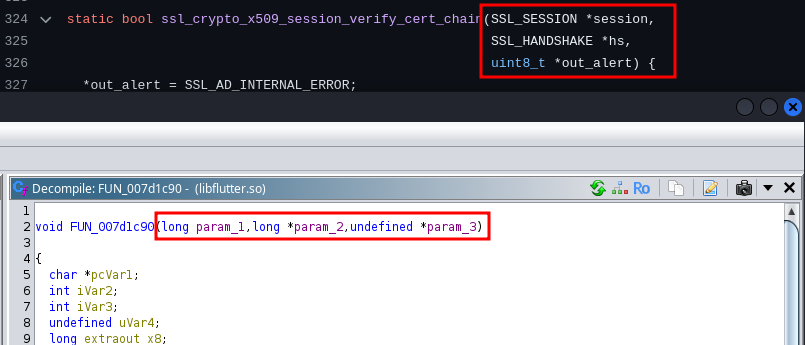 324 static bool ssl_crypto_x509_session_verify_cert_chain(SSL_SESSION *session,
325 SSL_HANDSHAKE *hs,
326 uint8_t *out_alert) {
327 *out_alert = SSL_AD_INTERNAL_ERROR;
Decompile: FUN_007d1c90 - (libflutter.so)
Ro
1
2 void FUN_007d1c90(long param_1,long *param_2,undefined *param_3)
3
4 {
5 char *pcVar1;
6 int iVar2;
7 int iVar3;
8 undefined uVar4;
9 long extraout_x8;